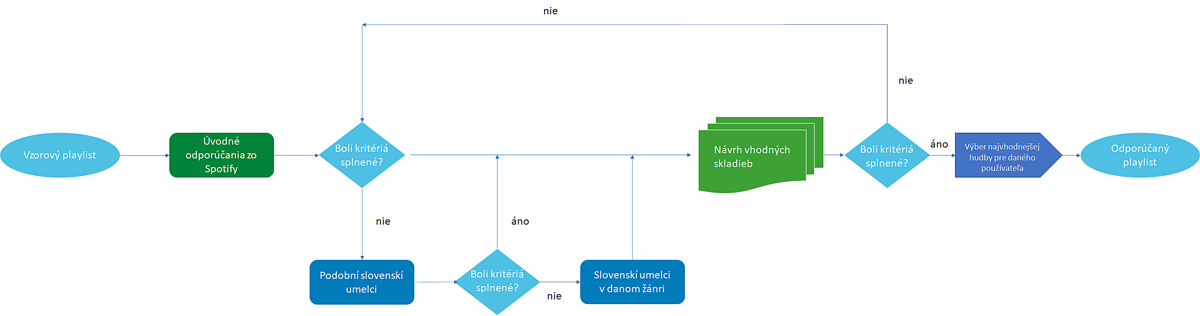 nie
nie
Vzorový playlist
Úvodné
odporúčania zo
Spotify
Boli kritériá
splnené?
Návrh vhodných
skladieb
Boli kritériá
splnené?
áno
Výber najvhodnejšej
hudby pre daného
používateľa
Odporúčaný
playlist
nie
áno
Podobní slovenskí
umelci
Boli kritériá
splnené?
nie
Slovenskí umelci
v danom žánri